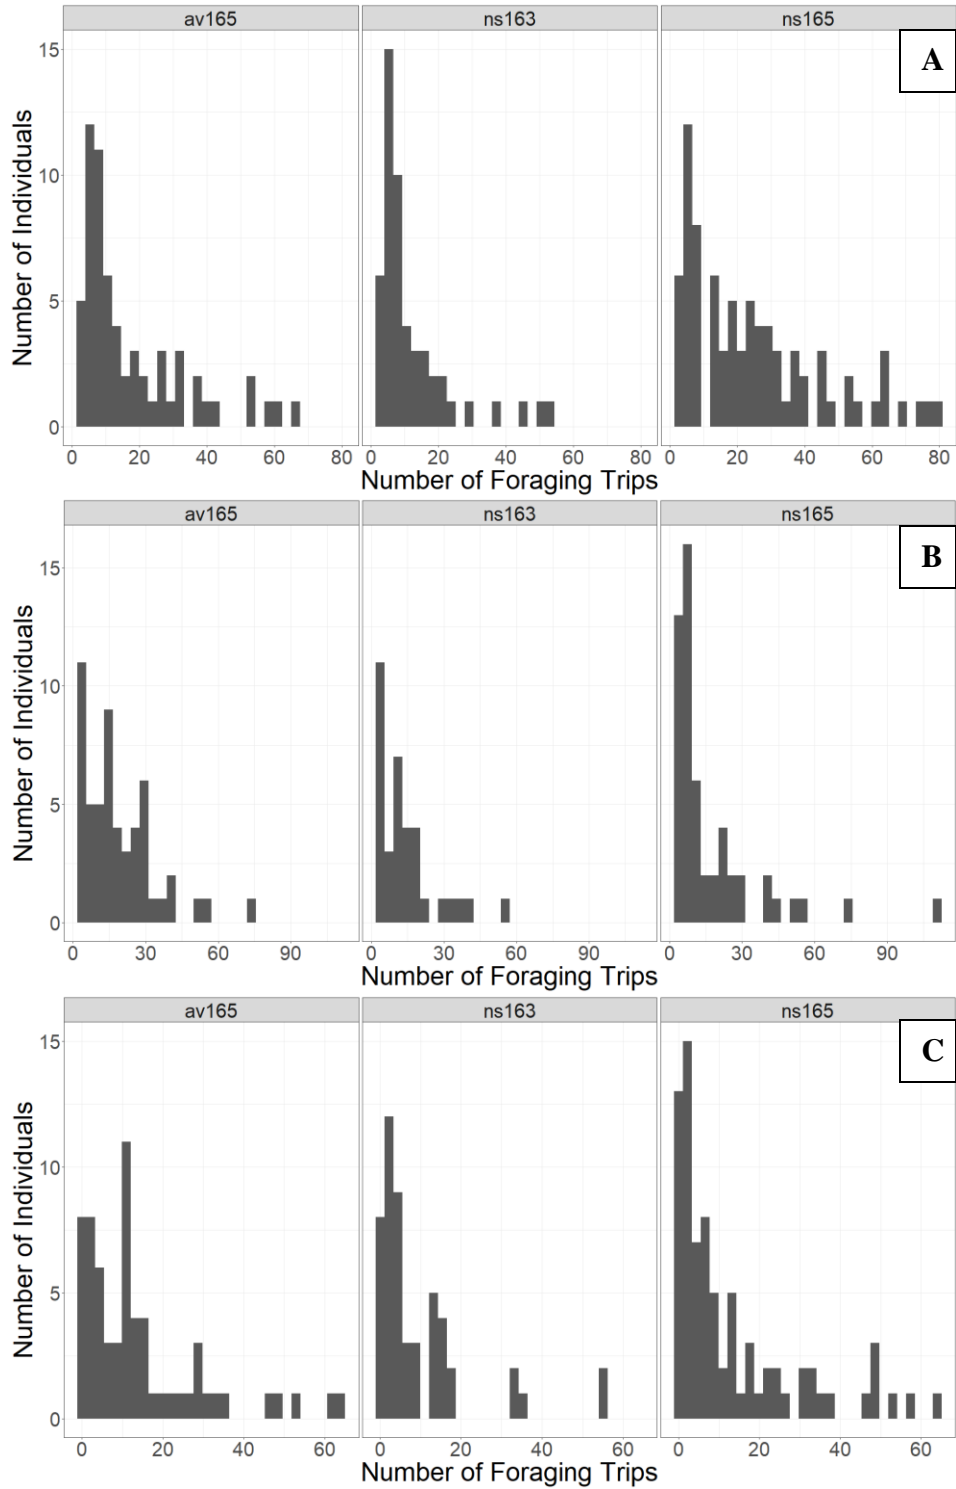 av165 ns163 ns165
A
15
10
5
0
Number of Individuals
0 20 40 60 80 0 20 40 60 80 0 20 40 60 80
Number of Foraging Trips
av165 ns163 ns165
B
15
10
5
0
Number of Individuals
0 30 60 90 0 30 60 90 0 30 60 90
Number of Foraging Trips
av165 ns163 ns165
C
15
10
5
0
Number of Individuals
0 20 40 60 0 20 40 60 0 20 40 60
Number of Foraging Trips